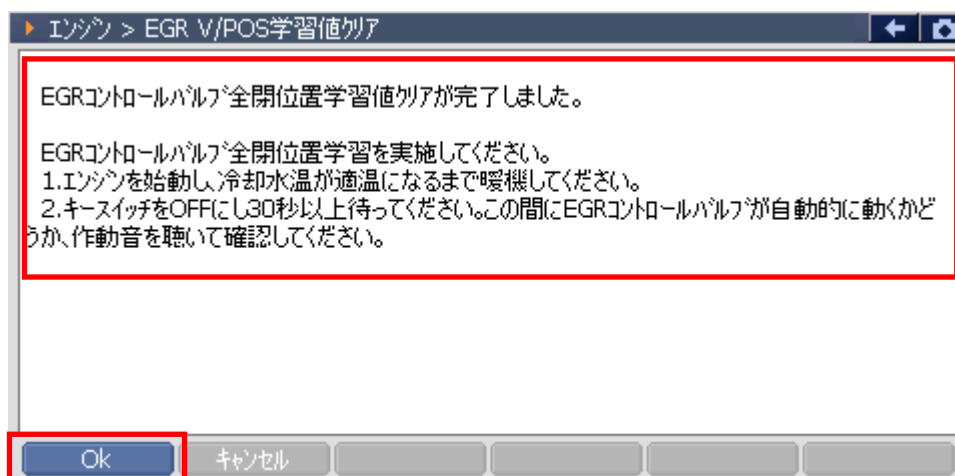 エンジン > EGR V/POS学習値クリア
EGRコントロールバルブ全閉位置学習値クリアが完了しました。
EGRコントロールバルブ全閉位置学習を実施してください。
1.エンジンを始動し、冷却水温が適温になるまで暖機してください。
2.キースイッチをOFFにし30秒以上待ってください。この間にEGRコントロールバルブが自動的に動くかど
うか、作動音を聴いて確認してください。
Ok キャンセル